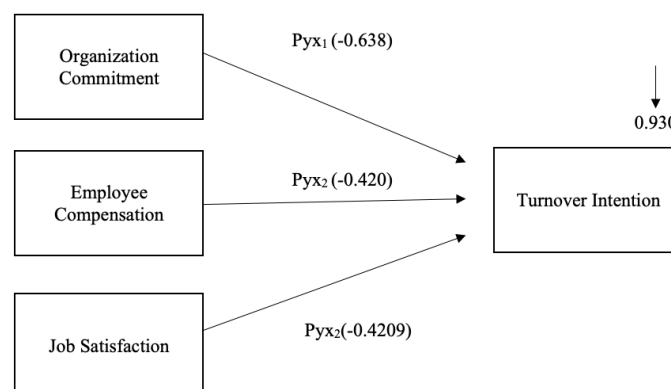 Organization
Commitment
Pyx₁ (-0.638)
0.930
Employee
Compensation
Pyx₂ (-0.420)
Turnover Intention
Job Satisfaction
Pyx₂(-0.4209)